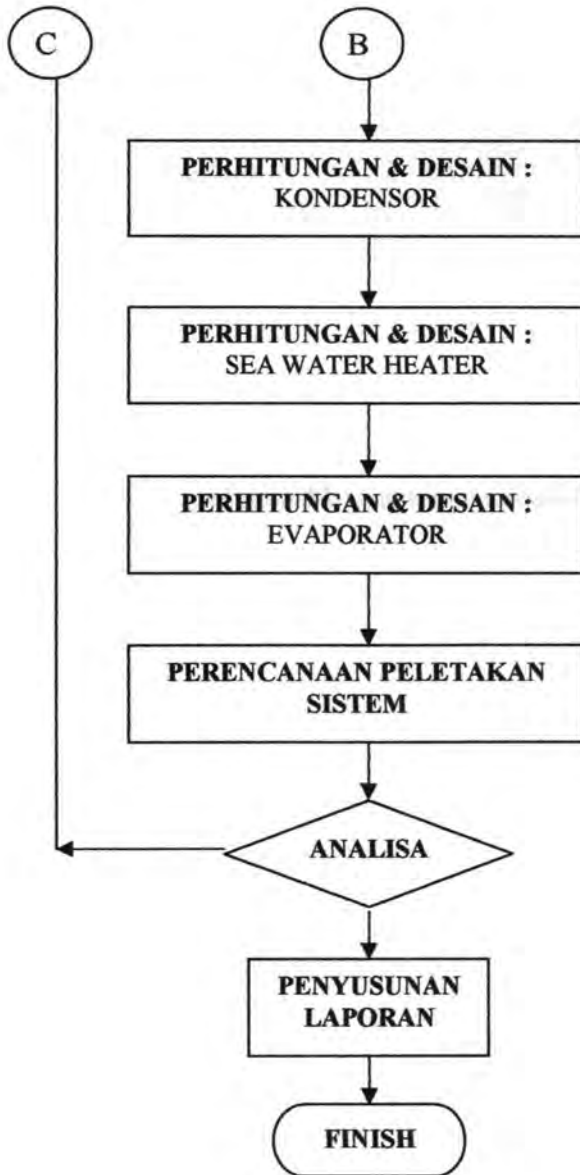 C
B
PERHITUNGAN & DESAIN :
KONDENSOR
PERHITUNGAN & DESAIN :
SEA WATER HEATER
PERHITUNGAN & DESAIN :
EVAPORATOR
PERENCANAAN PELETAKAN
SISTEM
ANALISA
PENYUSUNAN
LAPORAN
FINISH